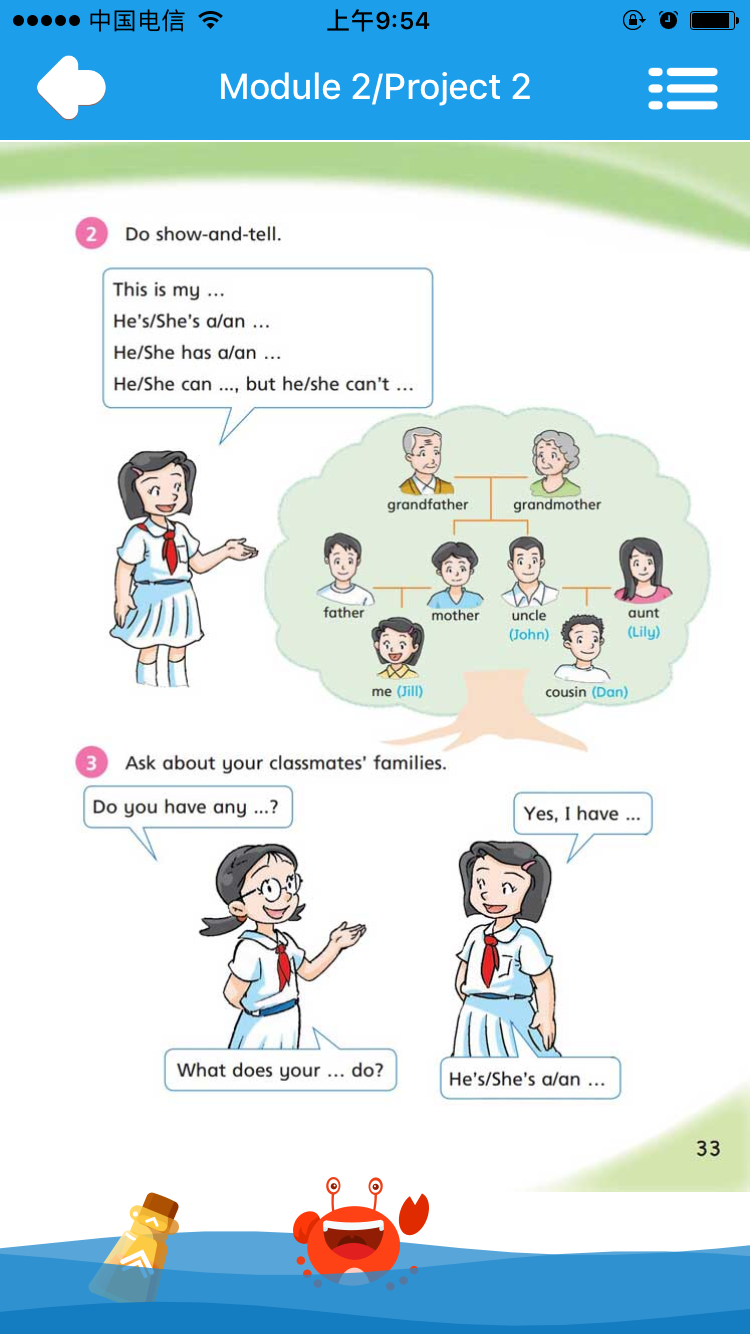 中国电信
上午9:54
Module 2/Project 2
2 Do show-and-tell.
This is my ...
He's/She's a/an ...
He/She has a/an ...
He/She can ..., but he/she can't ...
grandfather grandmother
father mother uncle aunt
(John) (Lily)
me (Jill) cousin (Dan)
3 Ask about your classmates' families.
Do you have any ...?
Yes, I have ...
What does your ... do?
He's/She's a/an ...
33